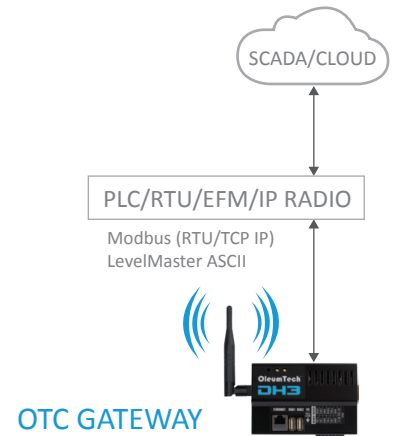 SCADA/CLOUD
PLC/RTU/EFM/IP RADIO
Modbus (RTU/TCP IP)
LevelMaster ASCII
OleumTech
DH3
OTC GATEWAY